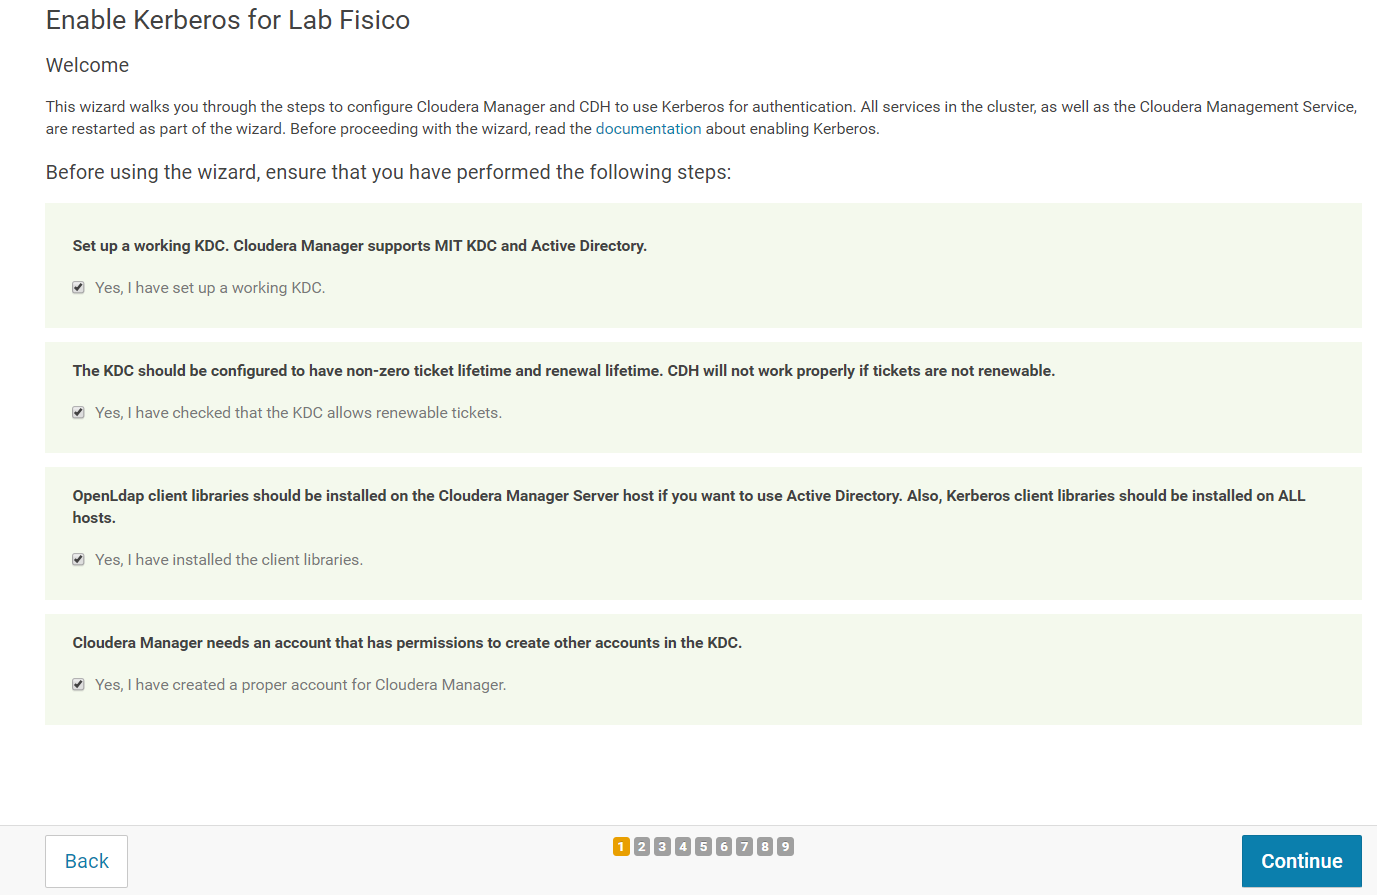 Enable Kerberos for Lab Fisico
Welcome
This wizard walks you through the steps to configure Cloudera Manager and CDH to use Kerberos for authentication. All services in the cluster, as well as the Cloudera Management Service,
are restarted as part of the wizard. Before proceeding with the wizard, read the documentation about enabling Kerberos.
Before using the wizard, ensure that you have performed the following steps:
Set up a working KDC. Cloudera Manager supports MIT KDC and Active Directory.
Yes, I have set up a working KDC.
The KDC should be configured to have non-zero ticket lifetime and renewal lifetime. CDH will not work properly if tickets are not renewable.
Yes, I have checked that the KDC allows renewable tickets.
OpenLdap client libraries should be installed on the Cloudera Manager Server host if you want to use Active Directory. Also, Kerberos client libraries should be installed on ALL
hosts.
Yes, I have installed the client libraries.
Cloudera Manager needs an account that has permissions to create other accounts in the KDC.
Yes, I have created a proper account for Cloudera Manager.
Back
1 2 3 4 5 6 7 8 9
Continue